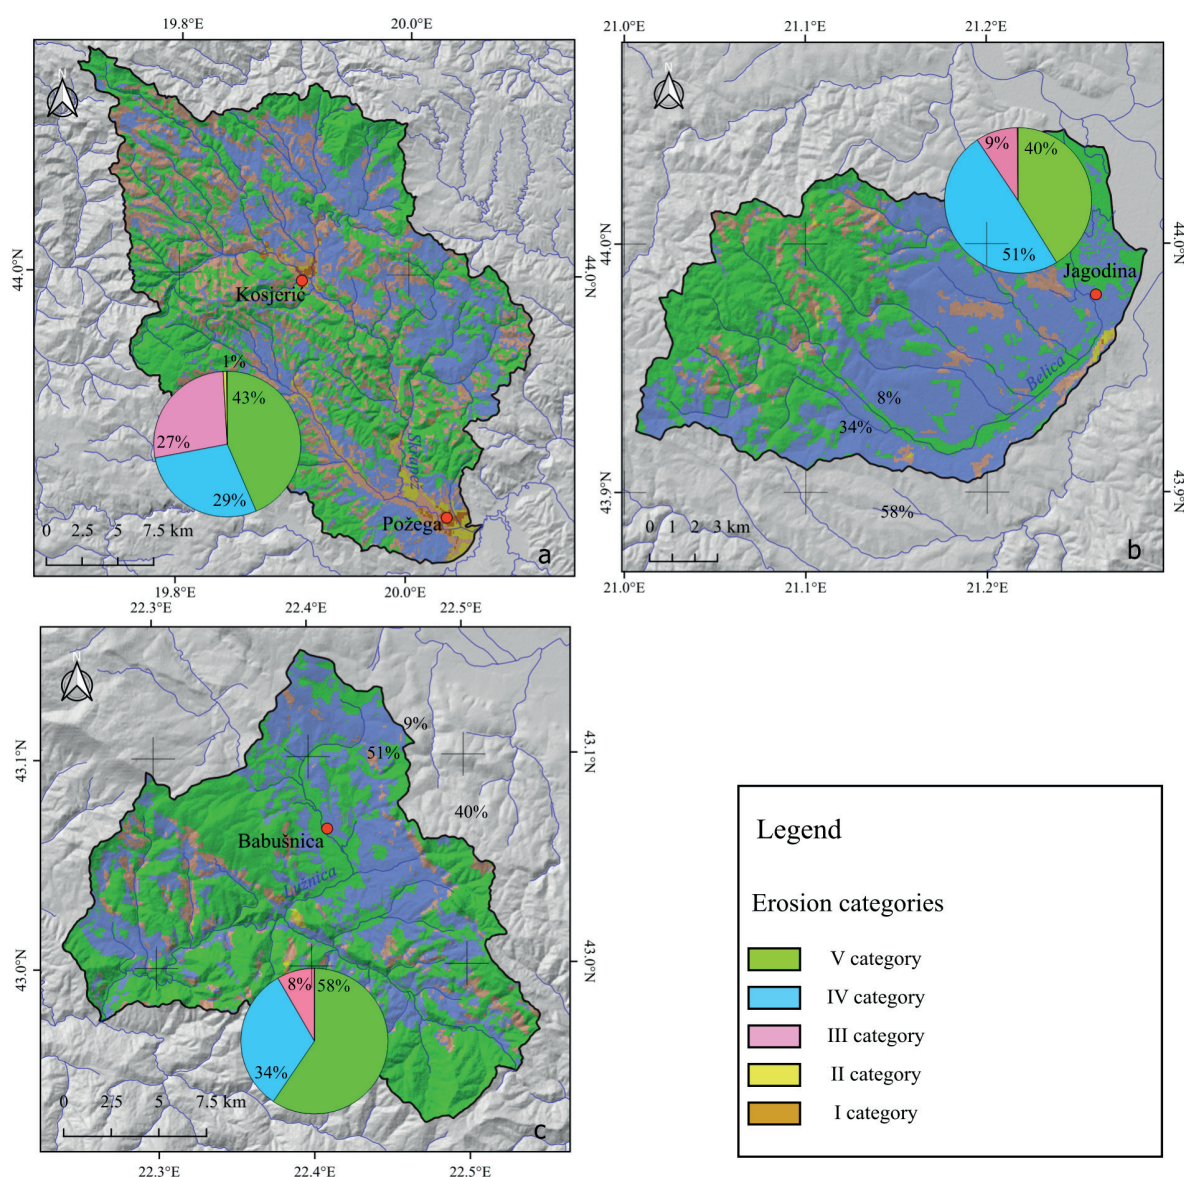 19.8°E 20.0°E
N
44.0°N 44.0°N
Kosjerić
1%
43%
27%
29%
Skrapež
Požega
0 2.5 5 7.5 km
a
19.8°E 20.0°E
21.0°E 21.1°E 21.2°E
N
9% 40%
51%
44.0°N 44.0°N
Jagodina
Belica
8%
34%
58%
43.9°N 43.9°N
0 1 2 3 km
b
21.0°E 21.1°E 21.2°E
22.3°E 22.4°E 22.5°E
N
9%
51%
40%
43.1°N 43.1°N
Babušnica
Lužnica
43.0°N 43.0°N
8% 58%
34%
0 2.5 5 7.5 km
c
22.3°E 22.4°E 22.5°E
Legend
Erosion categories
V category
IV category
III category
II category
I category